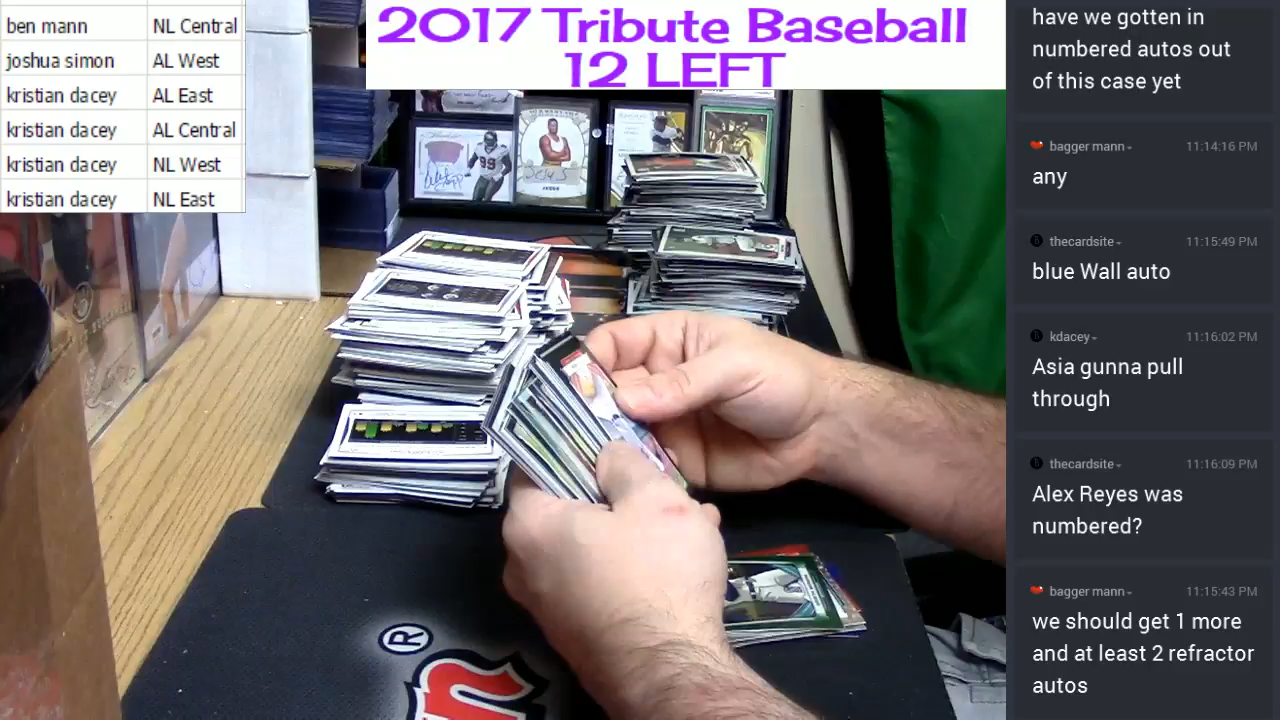 ben mann NL Central
joshua simon AL West
kristian dacey AL East
kristian dacey AL Central
kristian dacey NL West
kristian dacey NL East
2017 Tribute Baseball
12 LEFT
have we gotten in
numbered autos out
of this case yet
bagger mann 11:14:16 PM
any
thecardsite 11:15:49 PM
blue Wall auto
kdacey 11:16:02 PM
Asia gunna pull
through
thecardsite 11:16:09 PM
Alex Reyes was
numbered?
bagger mann 11:15:43 PM
we should get 1 more
and at least 2 refractor
autos
99
®